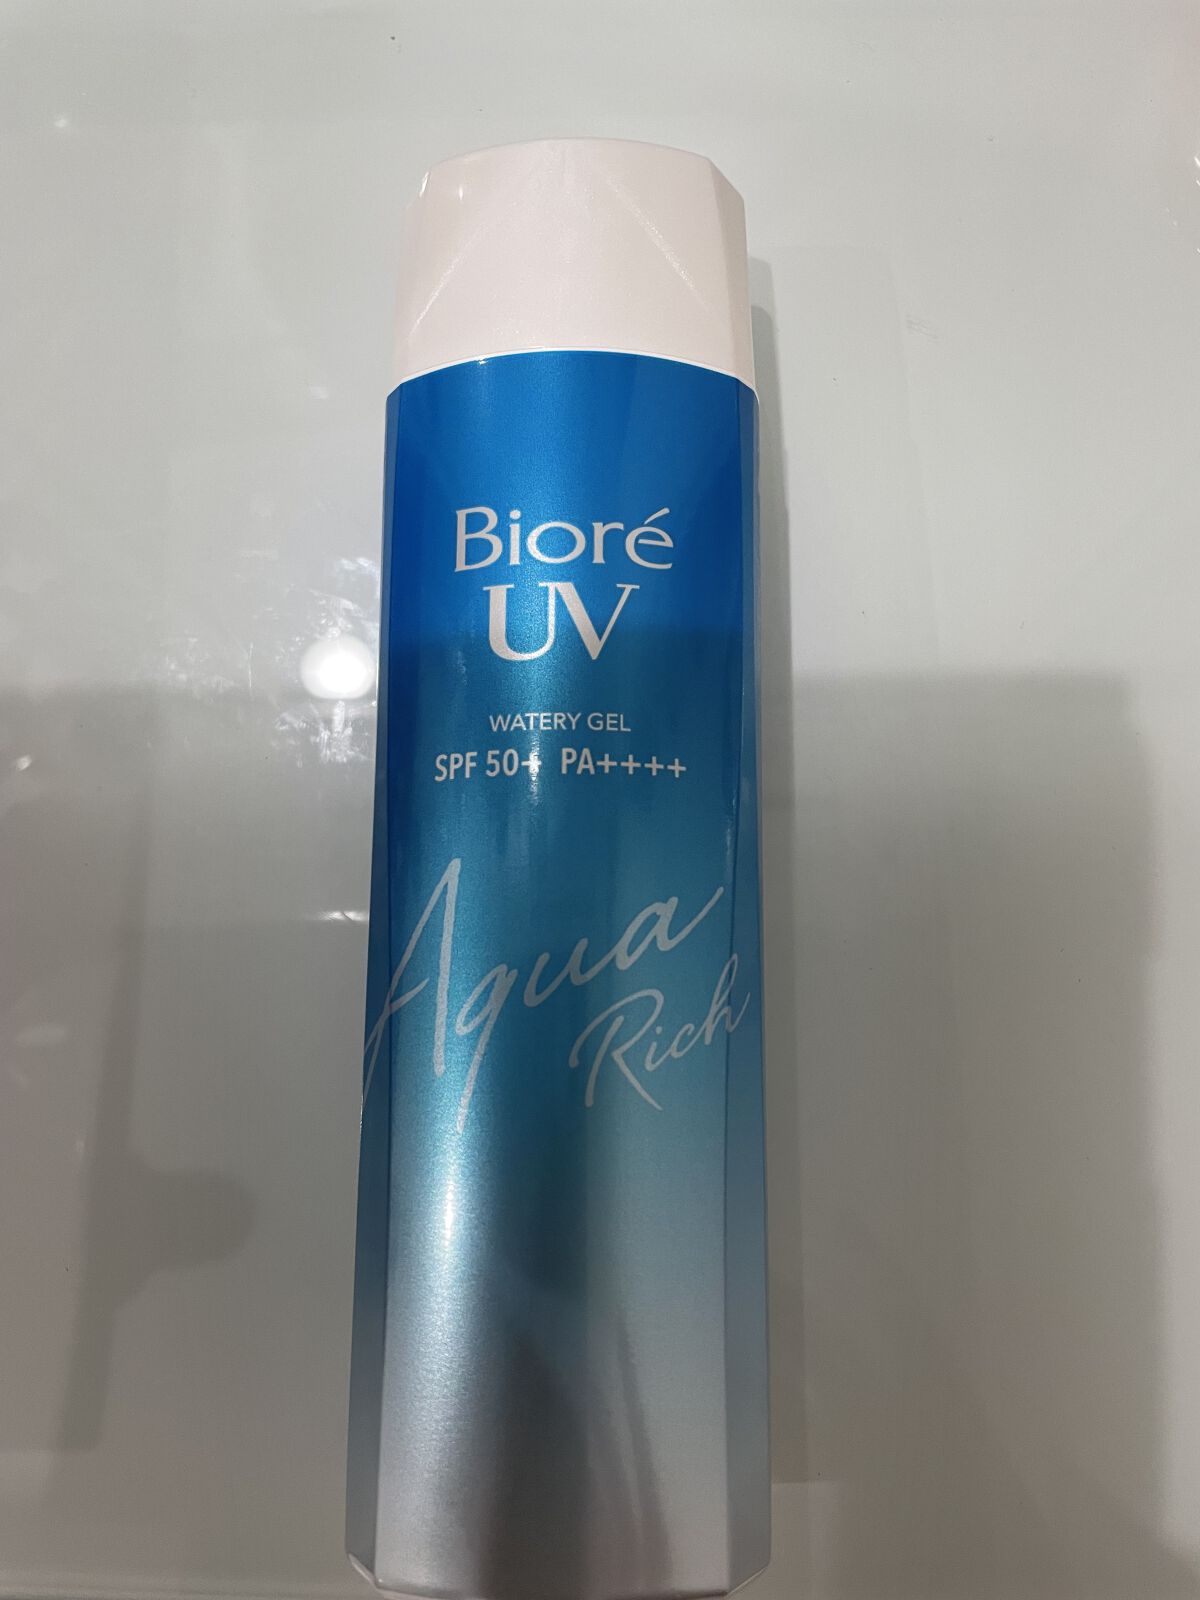 Bioré
UV
WATERY GEL
SPF 50+ PA++++
Aqua
Rich